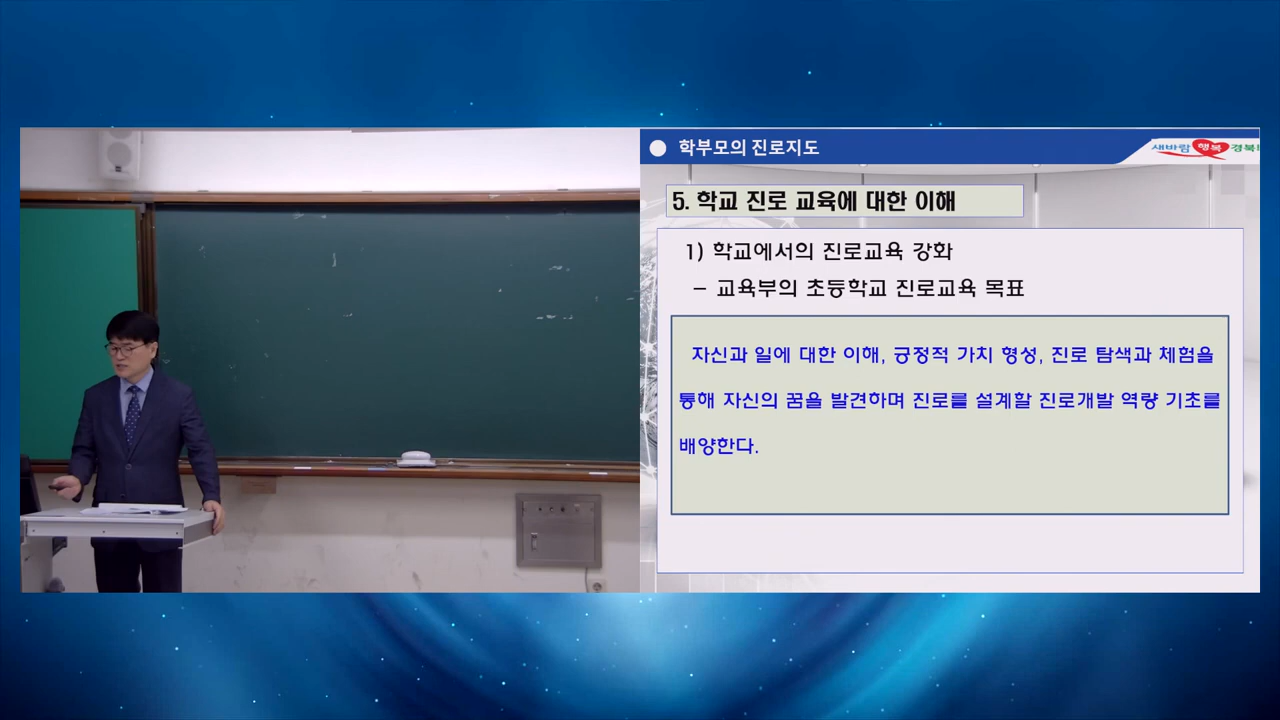 학부모의 진로지도
새바람 행복 경북
5. 학교 진로 교육에 대한 이해
1) 학교에서의 진로교육 강화
- 교육부의 초등학교 진로교육 목표
자신과 일에 대한 이해, 긍정적 가치 형성, 진로 탐색과 체험을
통해 자신의 꿈을 발견하며 진로를 설계할 진로개발 역량 기초를
배양한다.